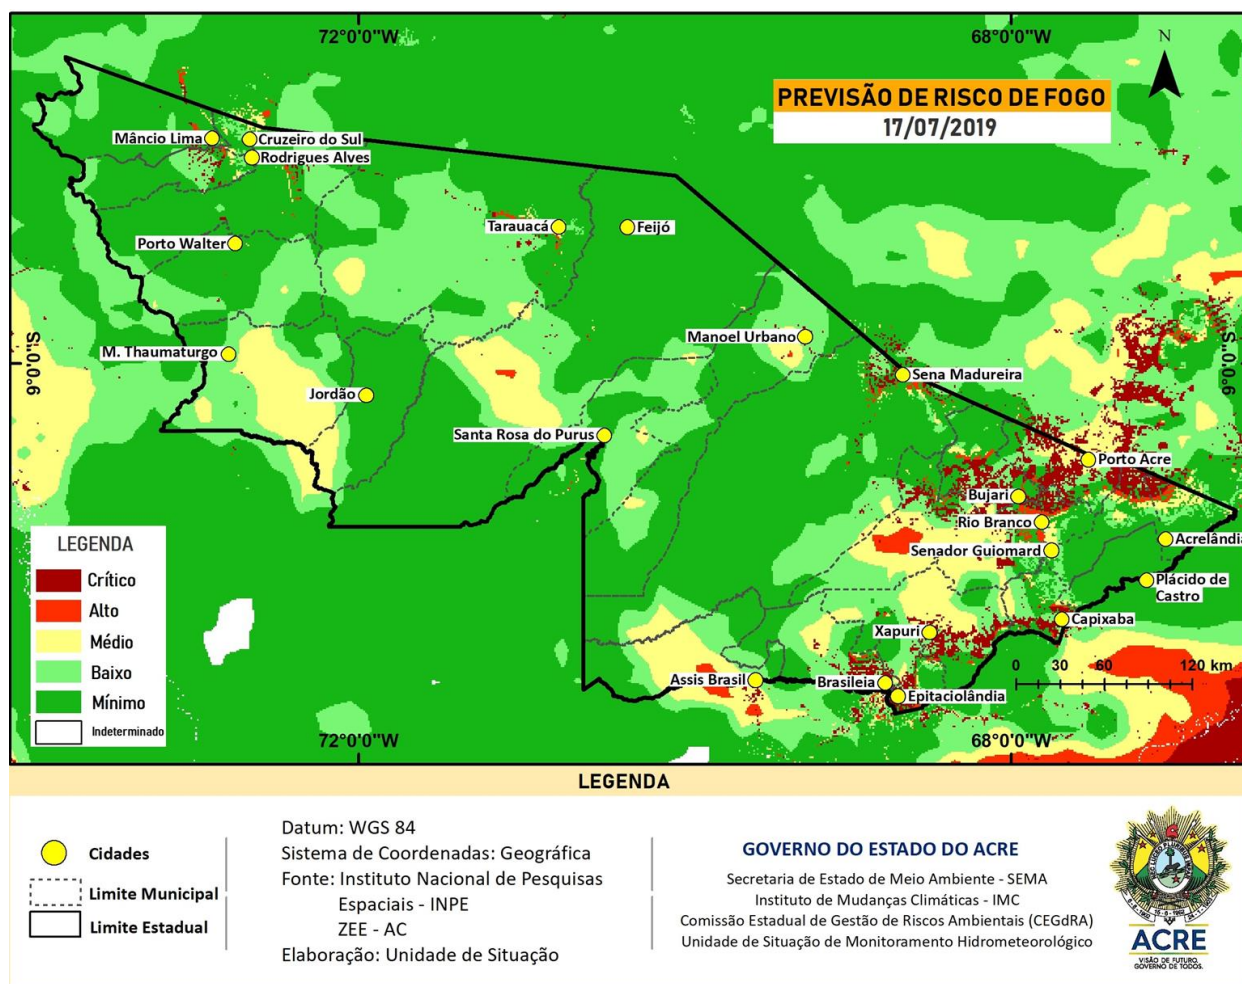 72°0'0"W
68°0'0"W
N
PREVISÃO DE RISCO DE FOGO
17/07/2019
Mâncio Lima
Cruzeiro do Sul
Rodrigues Alves
Tarauacá
Feijó
Porto Walter
Manoel Urbano
9°0'0"S
9°0'0"S
M. Thaumaturgo
Sena Madureira
Jordão
Santa Rosa do Purus
Porto Acre
Bujari
Rio Branco
Senador Guiomard
Acrelândia
Plácido de
Castro
Capixaba
Xapuri
Assis Brasil
Brasileia
Epitaciolândia
0 30 60 120 km
LEGENDA
Crítico
Alto
Médio
Baixo
Mínimo
Indeterminado
72°0'0"W
68°0'0"W
LEGENDA
Cidades
Limite Municipal
Limite Estadual
Datum: WGS 84
Sistema de Coordenadas: Geográfica
Fonte: Instituto Nacional de Pesquisas
Espaciais - INPE
ZEE - AC
Elaboração: Unidade de Situação
GOVERNO DO ESTADO DO ACRE
Secretaria de Estado de Meio Ambiente - SEMA
Instituto de Mudanças Climáticas - IMC
Comissão Estadual de Gestão de Riscos Ambientais (CEGdRA)
Unidade de Situação de Monitoramento Hidrometeorológico
ACRE
VISÃO DE FUTURO.
GOVERNO DE TODOS.